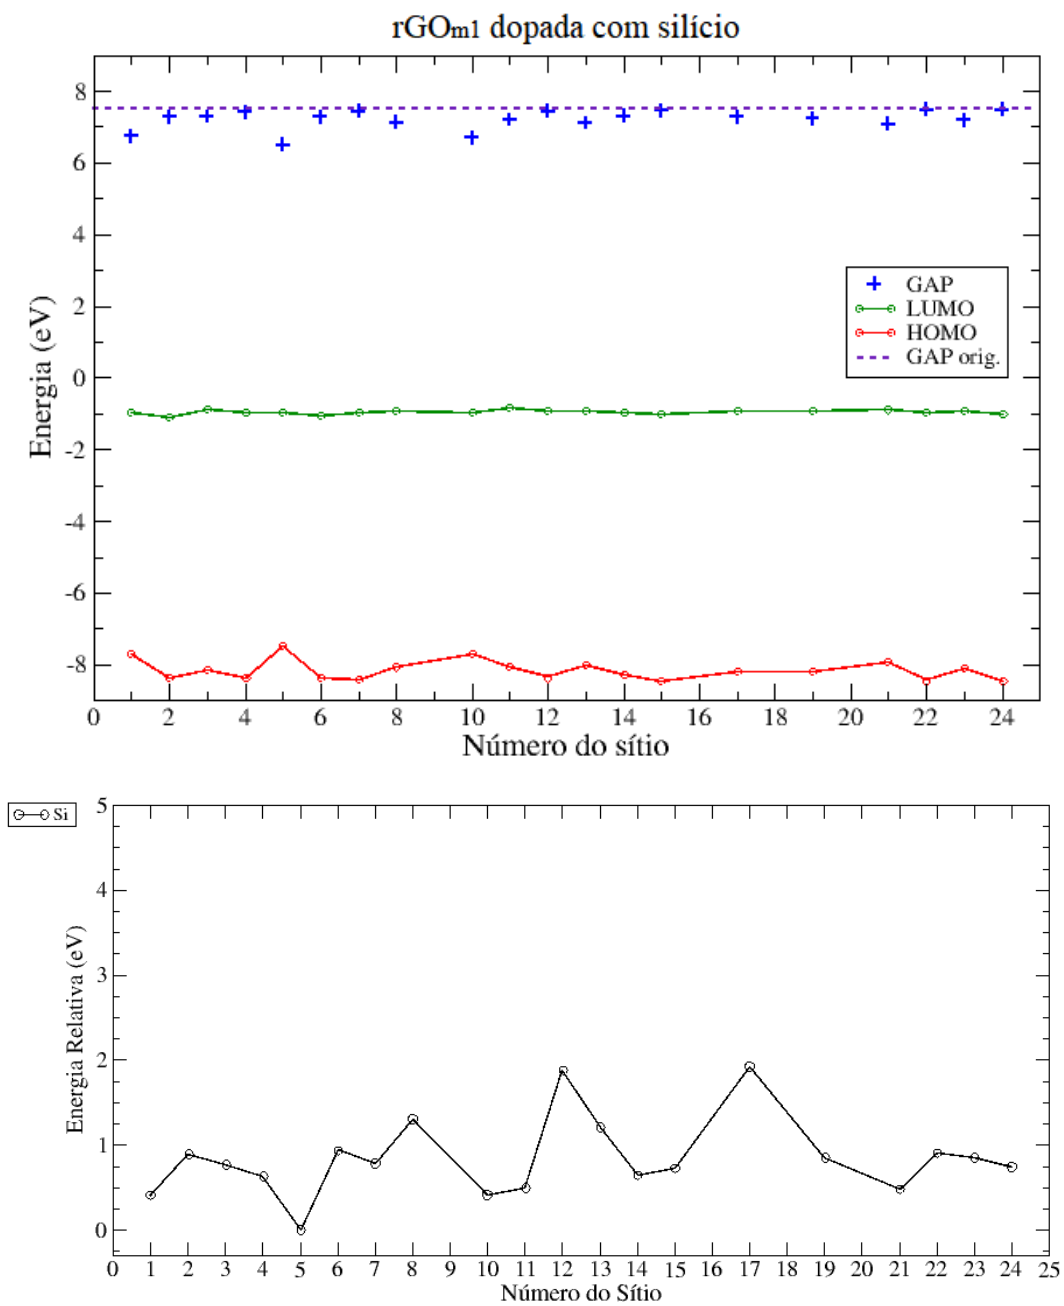 rGOm1 dopada com silício
8
6
4
2
0
-2
-4
-6
-8
Energia (eV)
GAP
LUMO
HOMO
GAP orig.
0 2 4 6 8 10 12 14 16 18 20 22 24
Número do sítio
Si
5
4
3
2
1
0
Energia Relativa (eV)
0 1 2 3 4 5 6 7 8 9 10 11 12 13 14 15 16 17 18 19 20 21 22 23 24 25
Número do Sítio